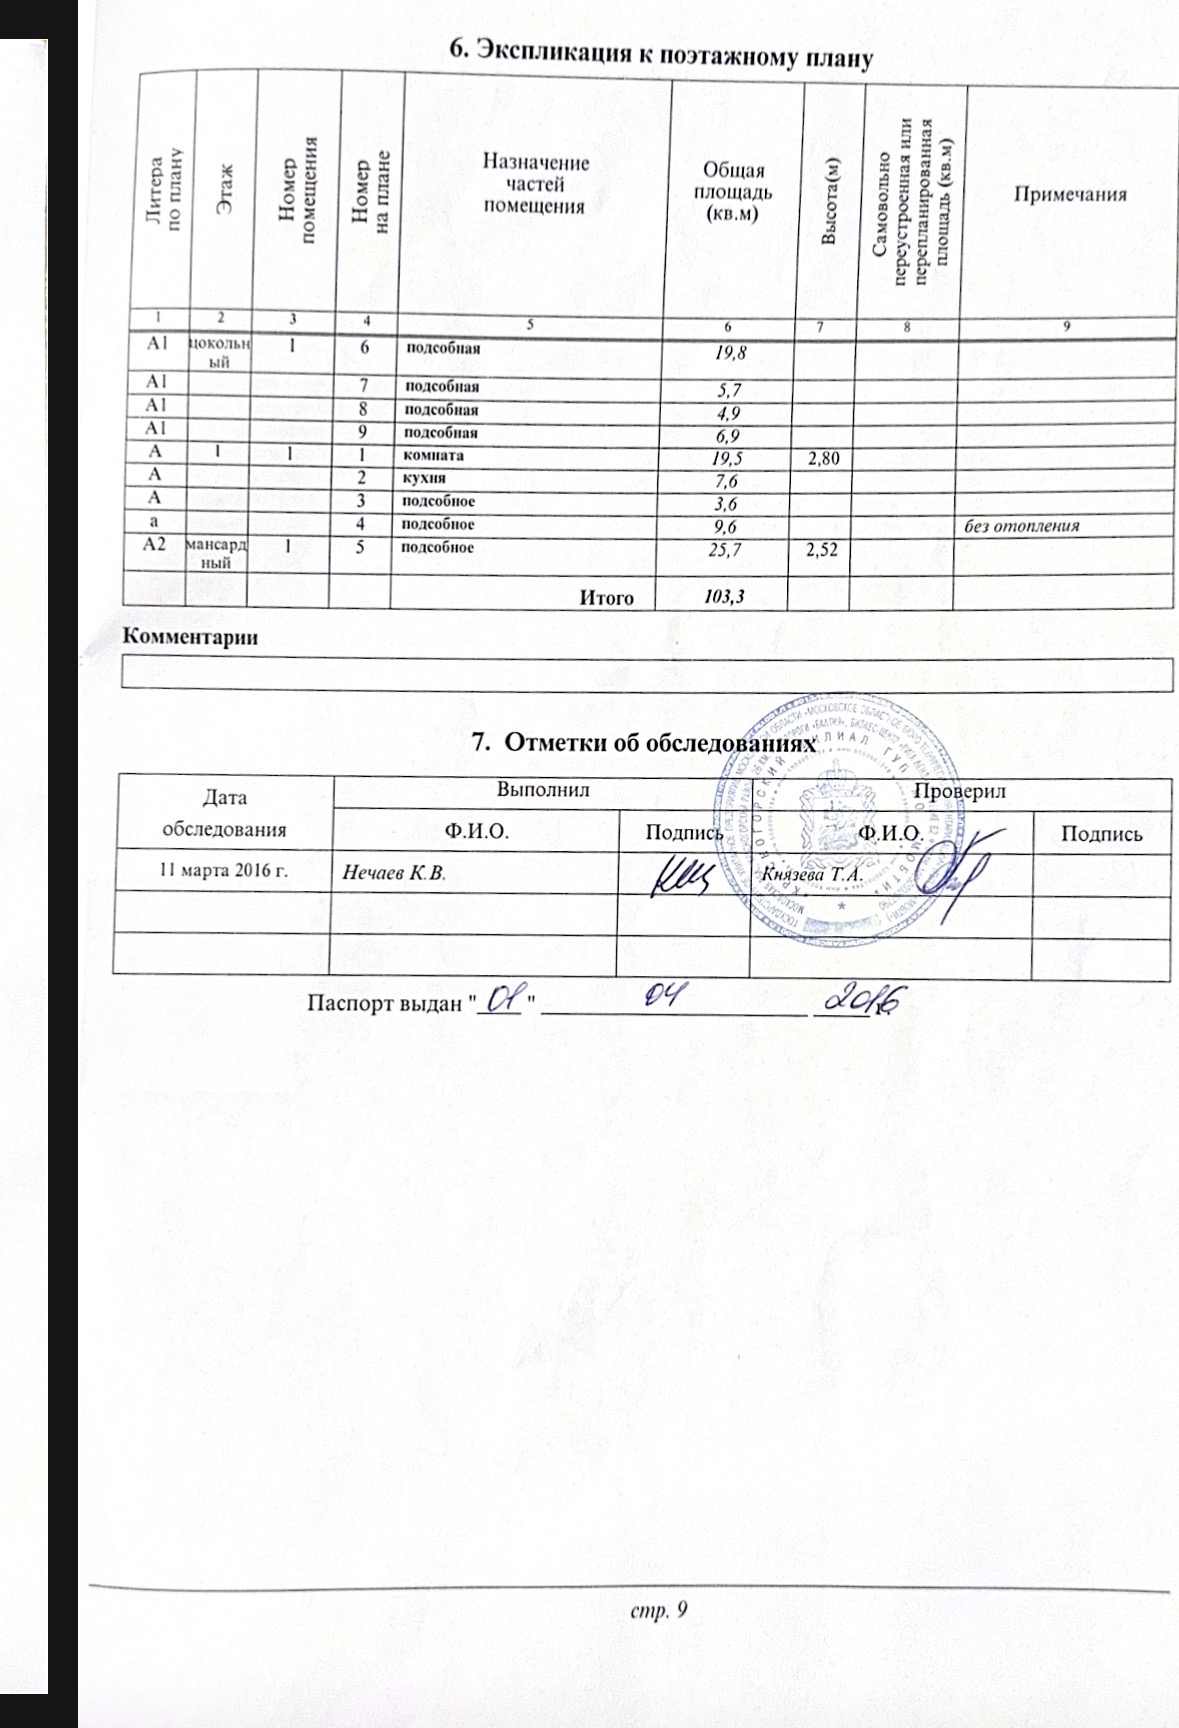 6. Экспликация к поэтажному плану
Литера по плану
Этаж
Номер помещения
Номер на плане
Назначение частей помещения
Общая площадь (кв.м)
Высота(м)
Самовольно переустроенная или перепланированная площадь (кв.м)
Примечания
1 2 3 4 5 6 7 8 9
А1 цокольный 1 6 подсобная 19,8
А1 7 подсобная 5,7
А1 8 подсобная 4,9
А1 9 подсобная 6,9
А 1 1 1 комната 19,5 2,80
А 2 кухня 7,6
А 3 подсобное 3,6
а 4 подсобное 9,6 без отопления
А2 мансардный 1 5 подсобное 25,7 2,52
Итого 103,3
Комментарии
7. Отметки об обследованиях
Дата обследования
Выполнил
Проверил
Ф.И.О. Подпись Ф.И.О. Подпись
11 марта 2016 г. Нечаев К.В. Князева Т.А.
Паспорт выдан "01" 04 2016 г.
стр. 9